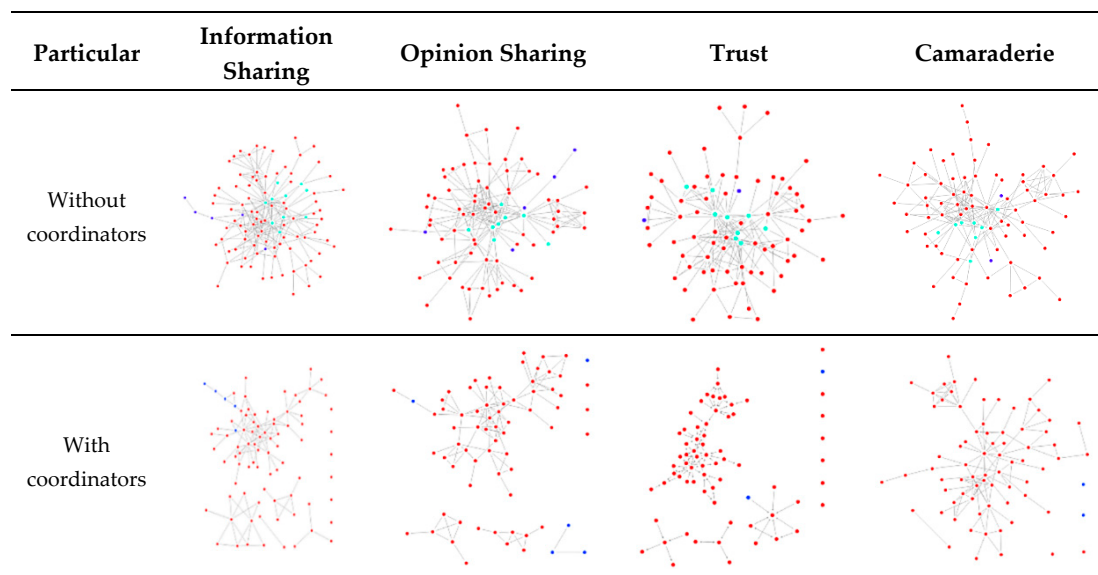 Particular
Information
Sharing
Opinion Sharing
Trust
Camaraderie
Without
coordinators
With
coordinators